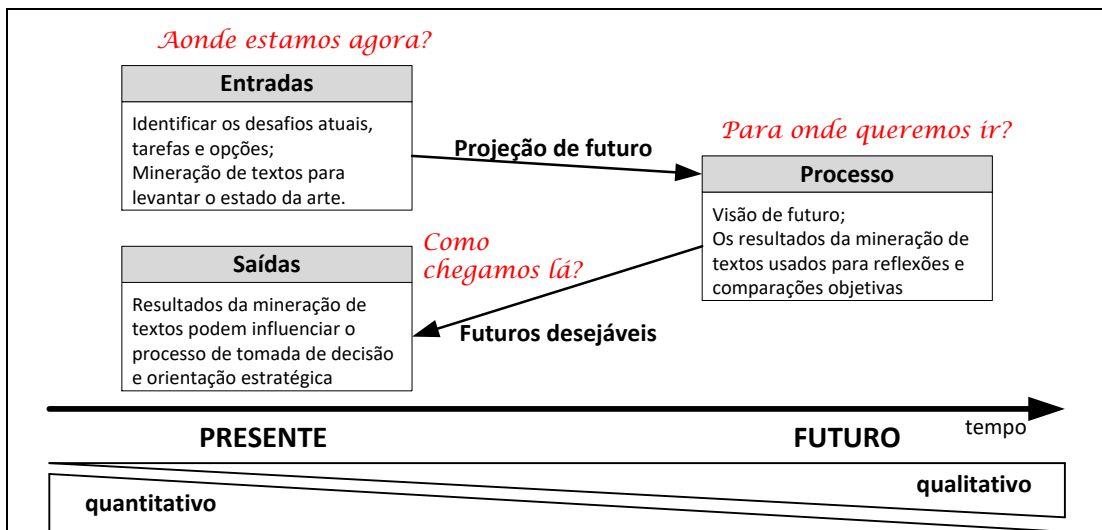 Aonde estamos agora?
Entradas
Identificar os desafios atuais,
tarefas e opções;
Mineração de textos para
levantar o estado da arte.
Projeção de futuro
Para onde queremos ír?
Processo
Visão de futuro;
Os resultados da mineração de
textos usados para reflexões e
comparações objetivas
Como
chegamos lá?
Saídas
Resultados da mineração de
textos podem influenciar o
processo de tomada de decisão
e orientação estratégica
Futuros desejáveis
PRESENTE
FUTURO
tempo
quantitativo
qualitativo